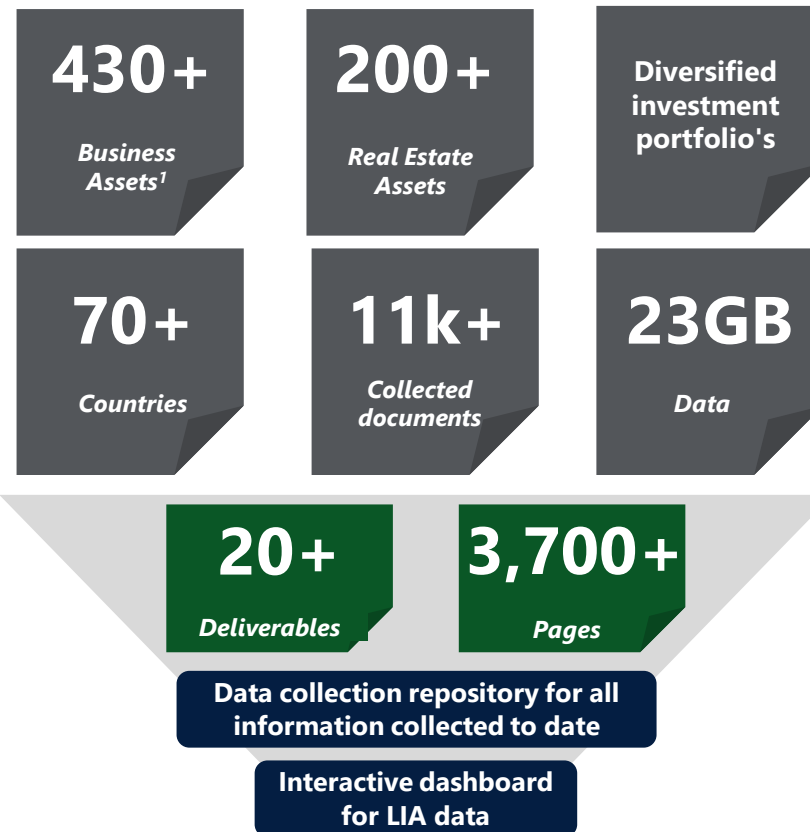 430+
Business
Assets¹
200+
Real Estate
Assets
Diversified
investment
portfolio's
70+
Countries
11k+
Collected
documents
23GB
Data
20+
Deliverables
3,700+
Pages
Data collection repository for all
information collected to date
Interactive dashboard
for LIA data